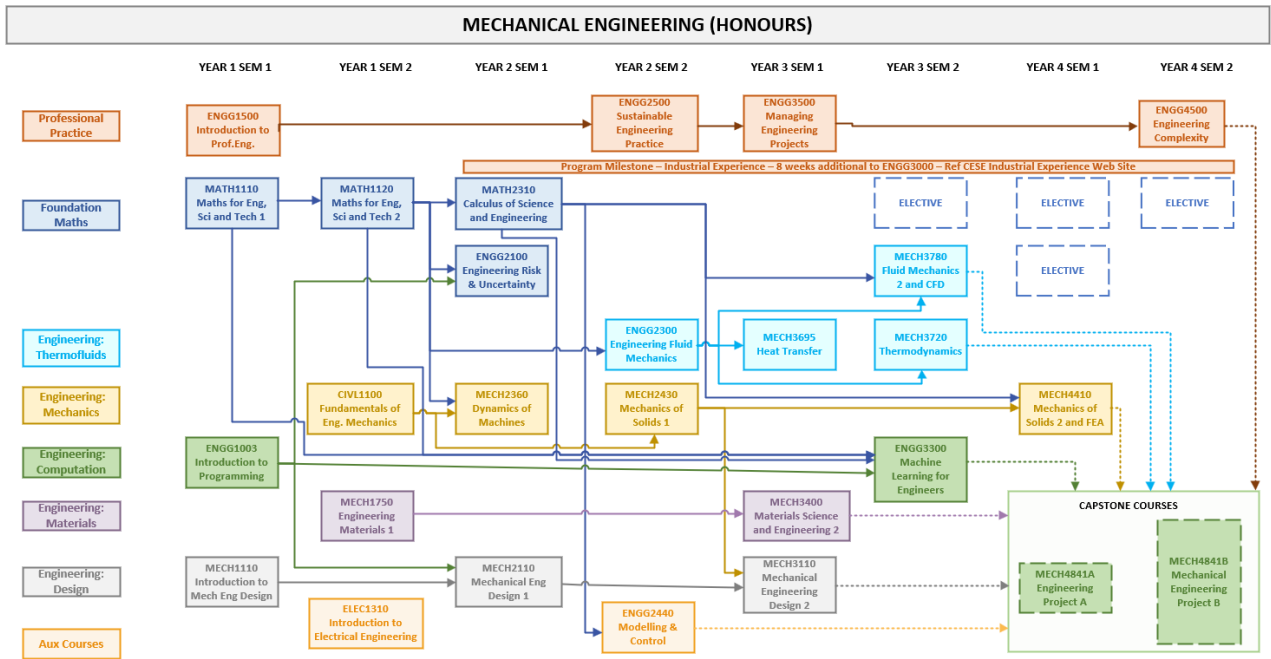 MECHANICAL ENGINEERING (HONOURS)
YEAR 1 SEM 1
YEAR 1 SEM 2
YEAR 2 SEM 1
YEAR 2 SEM 2
YEAR 3 SEM 1
YEAR 3 SEM 2
YEAR 4 SEM 1
YEAR 4 SEM 2
Professional
Practice
ENGG1500
Introduction to
Prof.Eng.
ENGG2500
Sustainable
Engineering
Practice
ENGG3500
Managing
Engineering
Projects
ENGG4500
Engineering
Complexity
Program Milestone – Industrial Experience – 8 weeks additional to ENGG3000 – Ref CESE Industrial Experience Web Site
Foundation
Maths
MATH1110
Maths for Eng,
Sci and Tech 1
MATH1120
Maths for Eng,
Sci and Tech 2
MATH2310
Calculus of Science
and Engineering
ELECTIVE
ELECTIVE
ELECTIVE
ENGG2100
Engineering Risk
& Uncertainty
MECH3780
Fluid Mechanics
2 and CFD
ELECTIVE
Engineering:
Thermofluids
ENGG2300
Engineering Fluid
Mechanics
MECH3695
Heat Transfer
MECH3720
Thermodynamics
Engineering:
Mechanics
CIVL1100
Fundamentals of
Eng. Mechanics
MECH2360
Dynamics of
Machines
MECH2430
Mechanics of
Solids 1
MECH4410
Mechanics of
Solids 2 and FEA
Engineering:
Computation
ENGG1003
Introduction to
Programming
ENGG3300
Machine
Learning for
Engineers
Engineering:
Materials
MECH1750
Engineering
Materials 1
MECH3400
Materials Science
and Engineering 2
CAPSTONE COURSES
Engineering:
Design
MECH1110
Introduction to
Mech Eng Design
MECH2110
Mechanical Eng
Design 1
MECH3110
Mechanical
Engineering
Design 2
MECH4841A
Engineering
Project A
MECH4841B
Mechanical
Engineering
Project B
Aux Courses
ELEC1310
Introduction to
Electrical Engineering
ENGG2440
Modelling &
Control